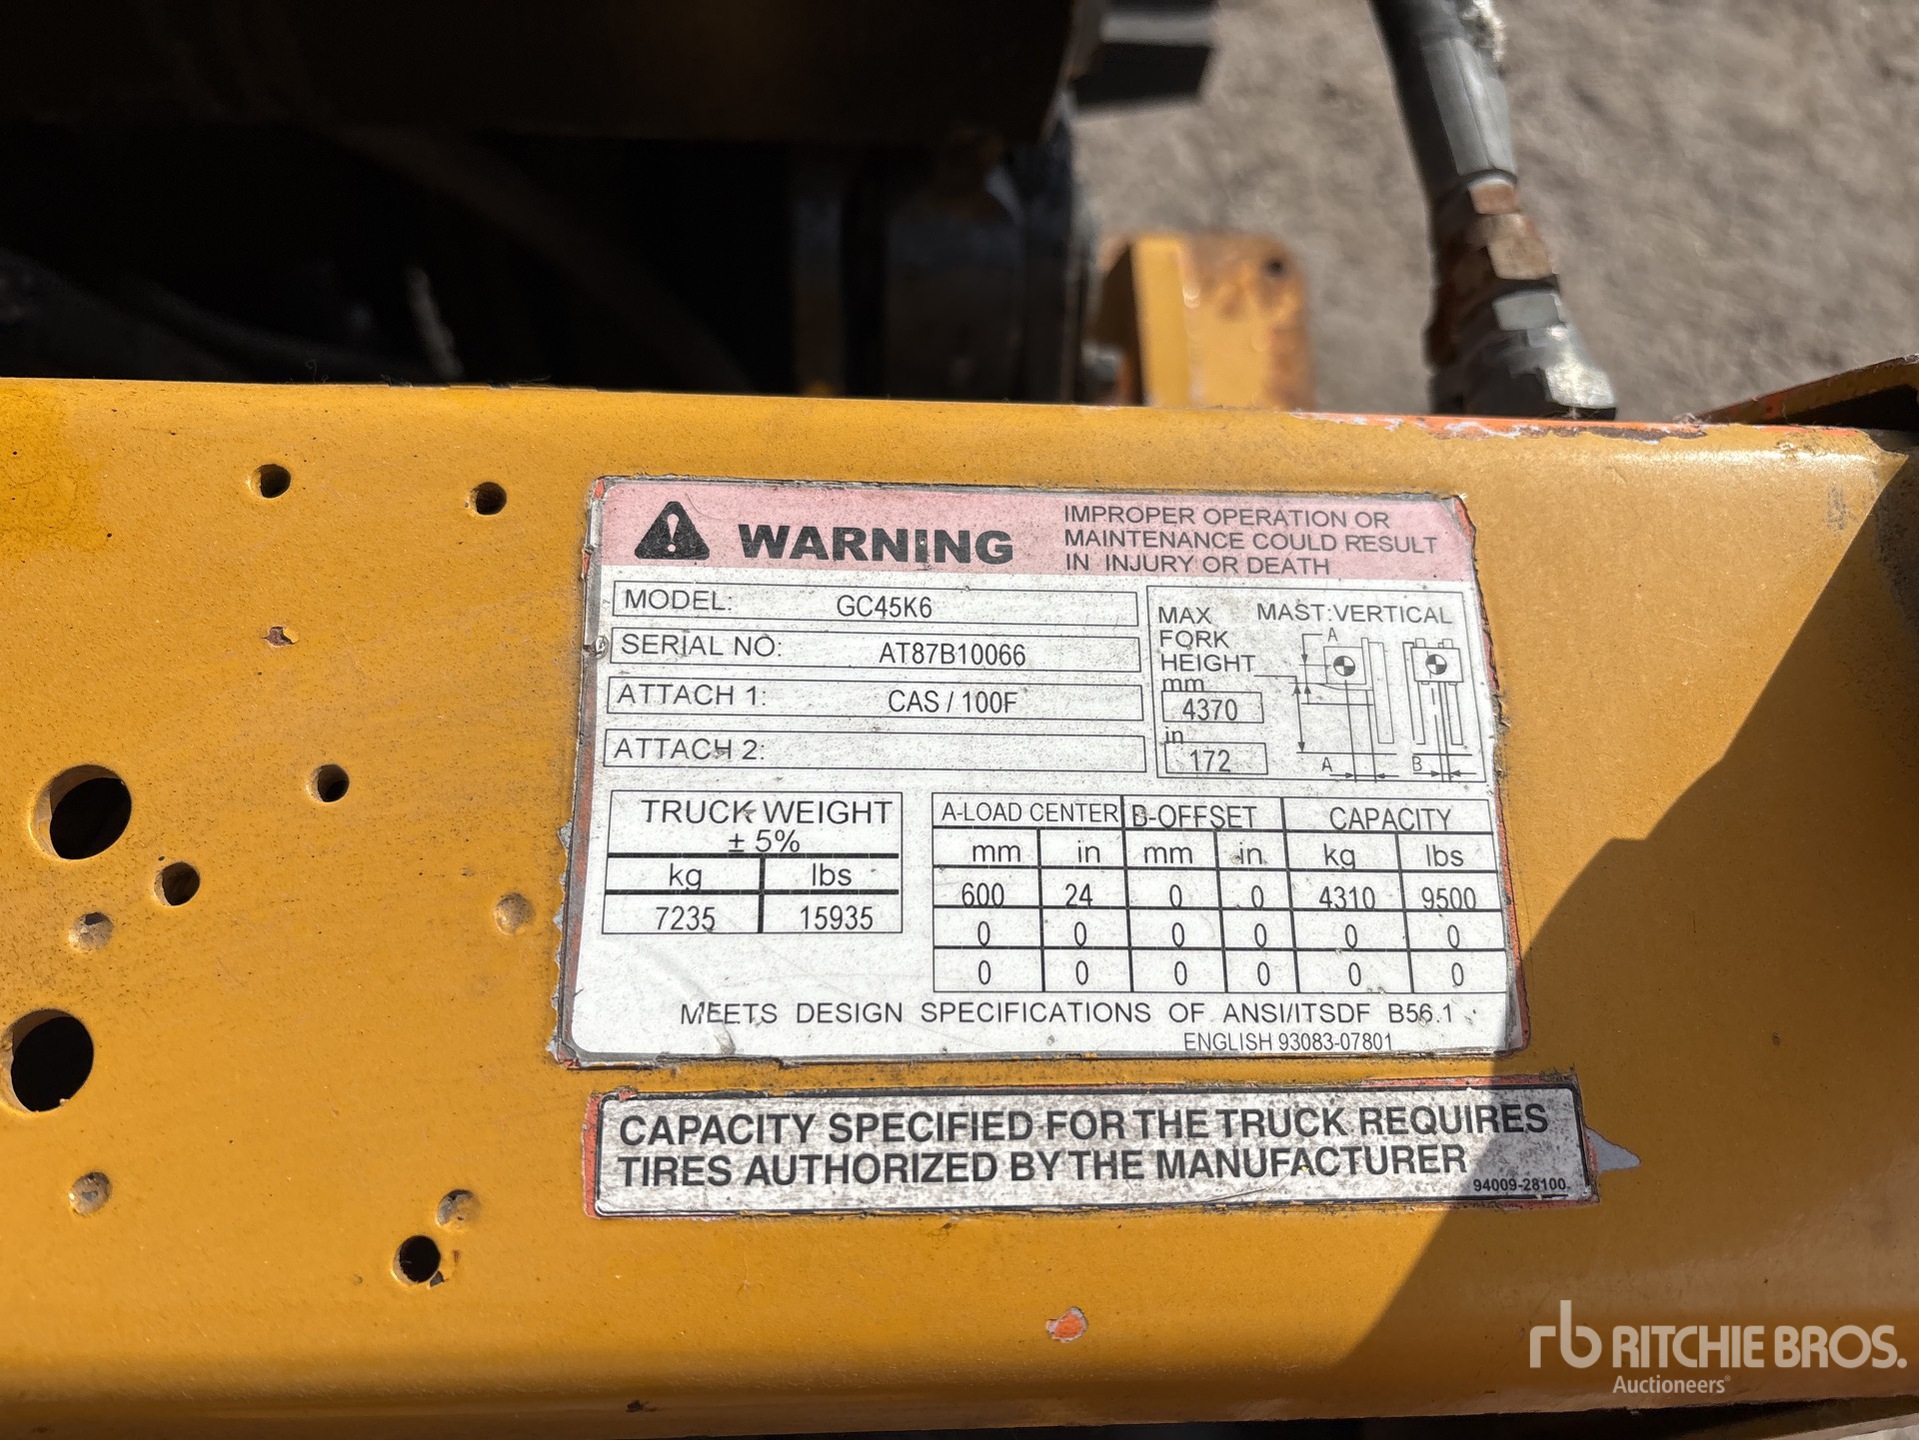 WARNING
IMPROPER OPERATION OR
MAINTENANCE COULD RESULT
IN INJURY OR DEATH
MODEL: GC45K6
SERIAL NO: AT87B10066
ATTACH 1: CAS / 100F
ATTACH 2:
MAX MAST:VERTICAL
FORK
HEIGHT
mm
4370
in
172
A
A B
TRUCK WEIGHT
± 5%
kg lbs
7235 15935
A-LOAD CENTER B-OFFSET CAPACITY
mm in mm in kg lbs
600 24 0 0 4310 9500
0 0 0 0 0 0
0 0 0 0 0 0
MEETS DESIGN SPECIFICATIONS OF ANSI/ITSDF B56.1
ENGLISH 93083-07801
CAPACITY SPECIFIED FOR THE TRUCK REQUIRES
TIRES AUTHORIZED BY THE MANUFACTURER
94009-28100
rb RITCHIE BROS.
Auctioneers